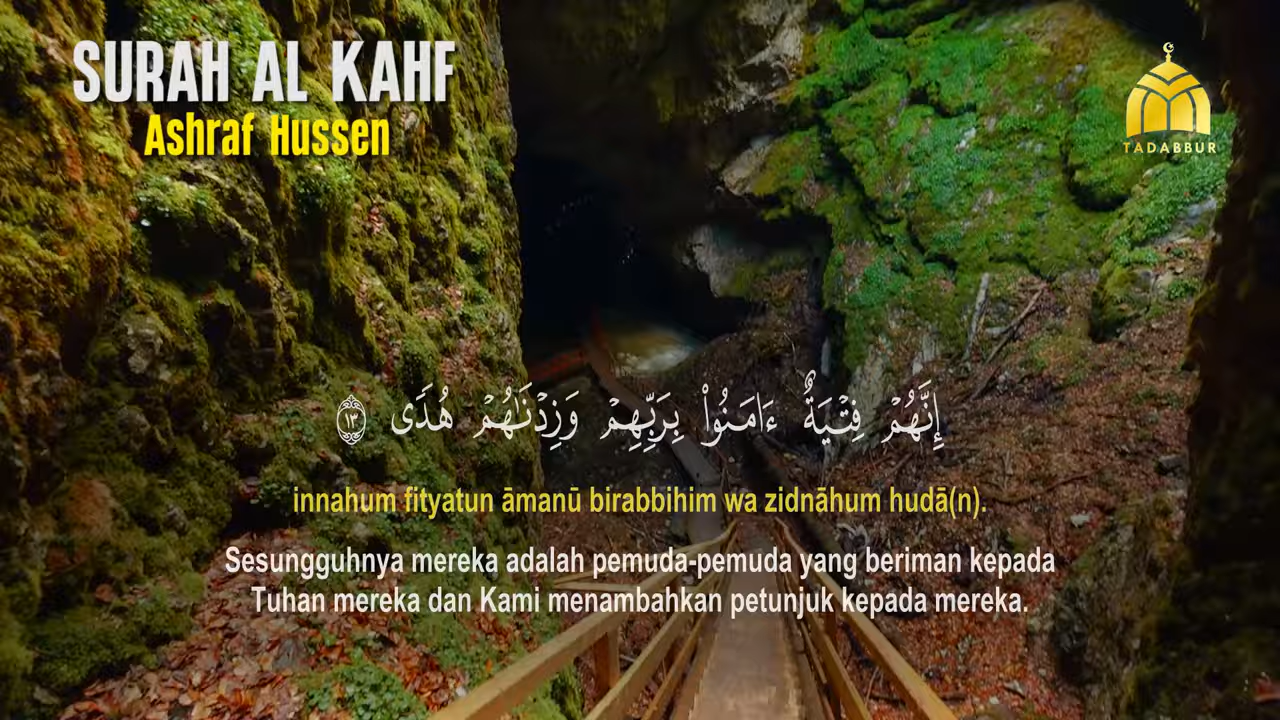 SURAH AL KAHF
Ashraf Hussen
TADABBUR
إِنَّهُمْ فِتْيَةٌ ءَامَنُوا۟ بِرَبِّهِمْ وَزِدْنَـٰهُمْ هُدًى ١٣
innahum fityatun āmanū birabbihim wa zidnāhum hudā(n).
Sesungguhnya mereka adalah pemuda-pemuda yang beriman kepada
Tuhan mereka dan Kami menambahkan petunjuk kepada mereka.